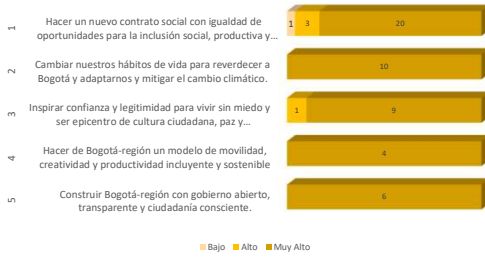 1
Hacer un nuevo contrato social con igualdad de
oportunidades para la inclusión social, productiva y…
1 3 20
2
Cambiar nuestros hábitos de vida para reverdecer a
Bogotá y adaptarnos y mitigar el cambio climático.
10
3
Inspirar confianza y legitimidad para vivir sin miedo y
ser epicentro de cultura ciudadana, paz y…
1 9
4
Hacer de Bogotá-región un modelo de movilidad,
creatividad y productividad incluyente y sostenible
4
5
Construir Bogotá-región con gobierno abierto,
transparente y ciudadanía consciente.
6
Bajo Alto Muy Alto